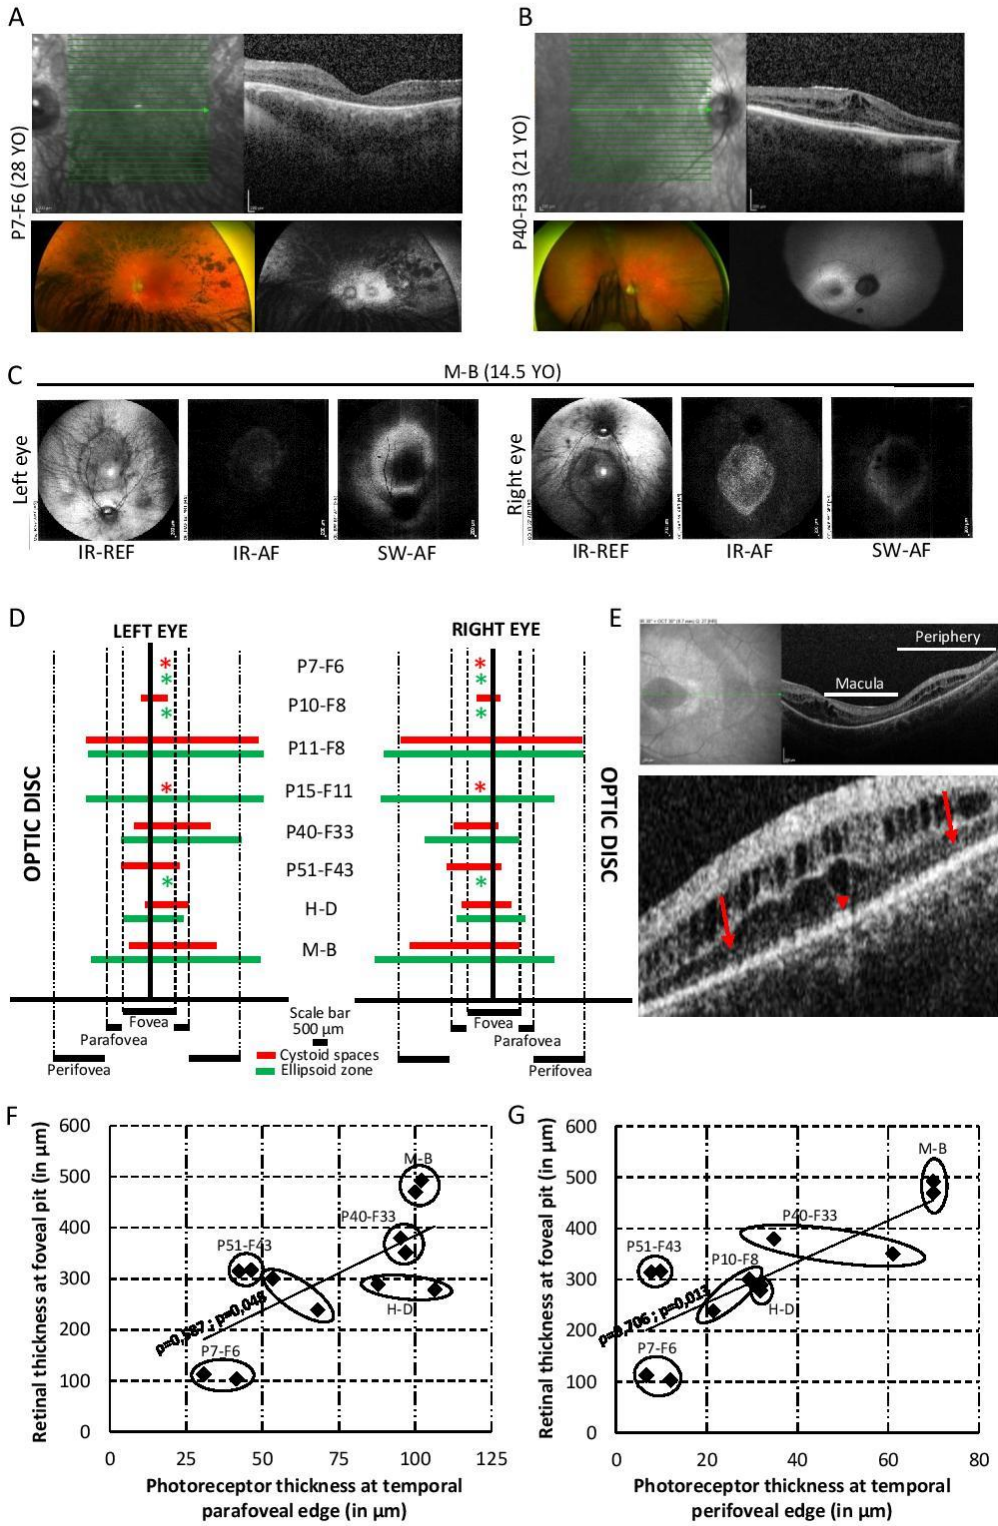 A
B
P7-F6 (28 YO)
P40-F33 (21 YO)
C
M-B (14.5 YO)
Left eye
Right eye
IR-REF
IR-AF
SW-AF
IR-REF
IR-AF
SW-AF
D
E
LEFT EYE
RIGHT EYE
OPTIC DISC
OPTIC DISC
P7-F6
P10-F8
P11-F8
P15-F11
P40-F33
P51-F43
H-D
M-B
Fovea
Parafovea
Perifovea
Scale bar
500 µm
Fovea
Parafovea
Perifovea
Cystoid spaces
Ellipsoid zone
Periphery
Macula
F
Retinal thickness at foveal pit (in µm)
600
500
400
300
200
100
0
M-B
P40-F33
P51-F43
H-D
P7-F6
ρ=0,587 ; p=0,048
0
25
50
75
100
125
Photoreceptor thickness at temporal
parafoveal edge (in µm)
G
Retinal thickness at foveal pit (in µm)
600
500
400
300
200
100
0
M-B
P40-F33
P51-F43
P10-F8
H-D
P7-F6
ρ=0,706 ; p=0,013
0
20
40
60
80
Photoreceptor thickness at temporal
perifoveal edge (in µm)